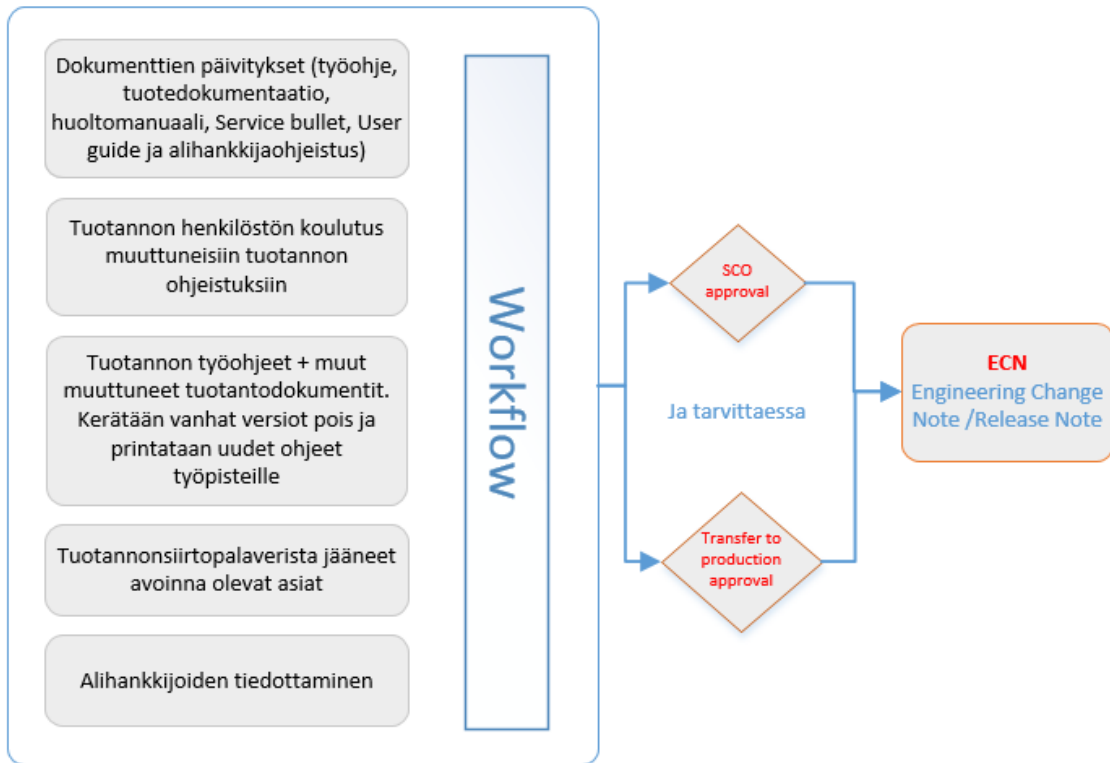 Dokumenttien päivitykset (työohje,
tuotedokumentaatio,
huoltomanuaali, Service bullet, User
guide ja alihankkijaohjeistus)
Tuotannon henkilöstön koulutus
muuttuneisiin tuotannon
ohjeistuksiin
Tuotannon työohjeet + muut
muuttuneet tuotantodokumentit.
Kerätään vanhat versiot pois ja
printataan uudet ohjeet
työpisteille
Tuotannonsiirtopalaverista jääneet
avoinna olevat asiat
Alihankkijoiden tiedottaminen
Workflow
SCO
approval
Ja tarvittaessa
Transfer to
production
approval
ECN
Engineering Change
Note /Release Note